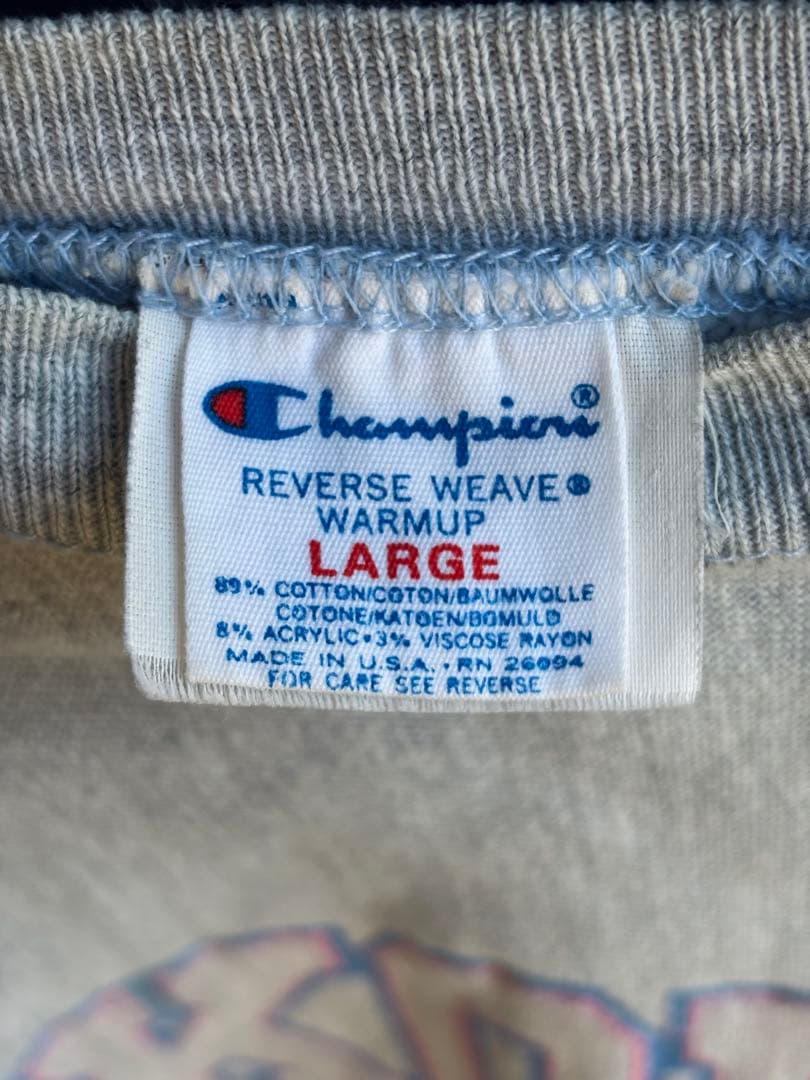 Champion®
REVERSE WEAVE®
WARMUP
LARGE
89% COTTON/COTON/BAUMWOLLE
COTONE/KATOEN/BOMULD
8% ACRYLIC•3% VISCOSE RAYON
MADE IN U.S.A. • RN 26094
FOR CARE SEE REVERSE